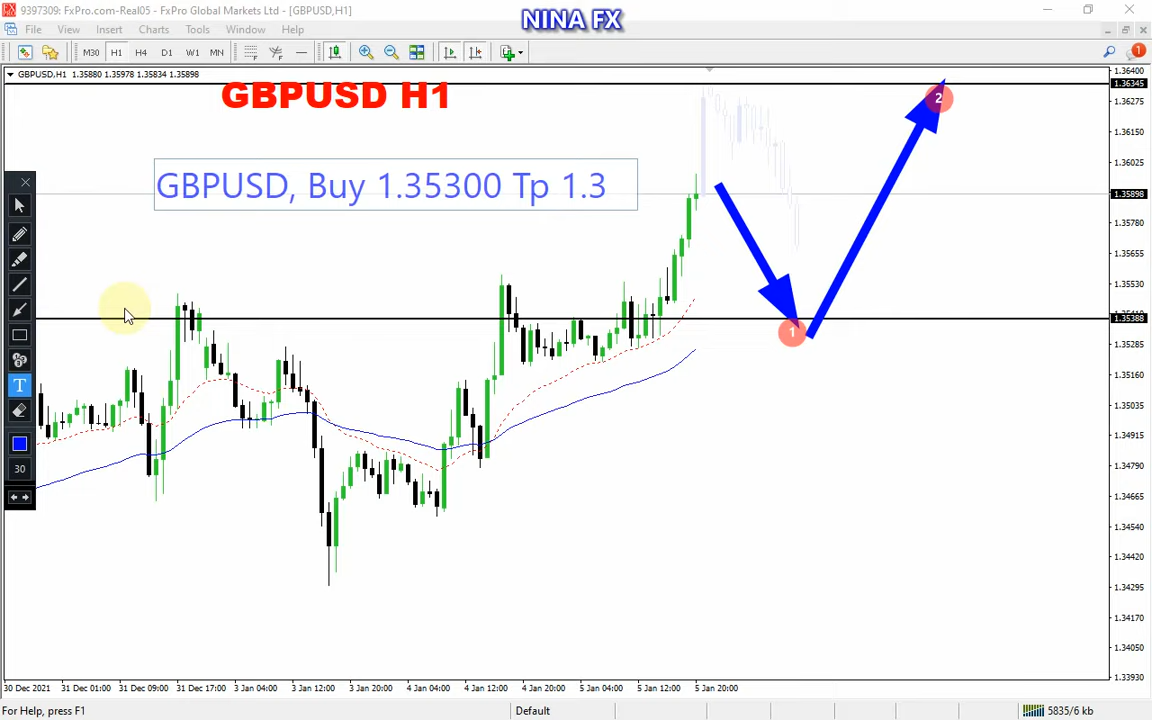 9397309: FxPro.com-Real05 - FxPro Global Markets Ltd - [GBPUSD,H1]
NINA FX
File View Insert Charts Tools Window Help
M30 H1 H4 D1 W1 MN
1
GBPUSD,H1 1.35880 1.35978 1.35834 1.35898
GBPUSD H1
GBPUSD, Buy 1.35300 Tp 1.3
2
1
T
30
1.36400
1.36345
1.36275
1.36150
1.36025
1.35898
1.35780
1.35655
1.35530
1.35388
1.35285
1.35160
1.35035
1.34915
1.34790
1.34665
1.34540
1.34420
1.34295
1.34170
1.34050
1.33930
30 Dec 2021 31 Dec 01:00 31 Dec 09:00 31 Dec 17:00 3 Jan 04:00 3 Jan 12:00 3 Jan 20:00 4 Jan 04:00 4 Jan 12:00 4 Jan 20:00 5 Jan 04:00 5 Jan 12:00 5 Jan 20:00
For Help, press F1
Default
5835/6 kb